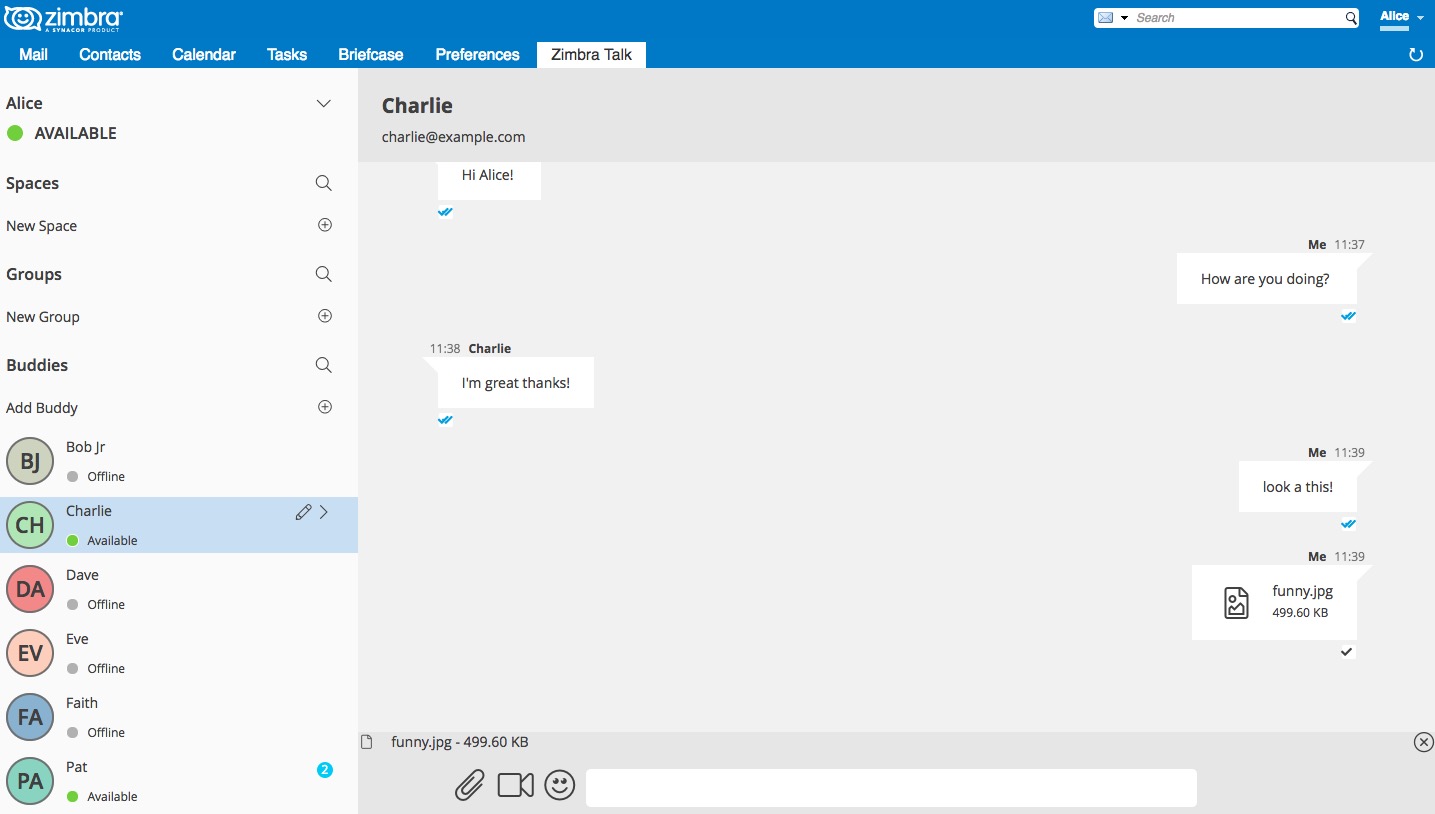 zimbra
A SYNACOR PRODUCT
Search
Alice
Mail Contacts Calendar Tasks Briefcase Preferences Zimbra Talk
Alice
AVAILABLE
Spaces
New Space
Groups
New Group
Buddies
Add Buddy
BJ
Bob Jr
Offline
CH
Charlie
Available
DA
Dave
Offline
EV
Eve
Offline
FA
Faith
Offline
PA
Pat
2
Available
Charlie
charlie@example.com
Hi Alice!
Me 11:37
How are you doing?
11:38 Charlie
I'm great thanks!
Me 11:39
look a this!
Me 11:39
funny.jpg
499.60 KB
funny.jpg - 499.60 KB